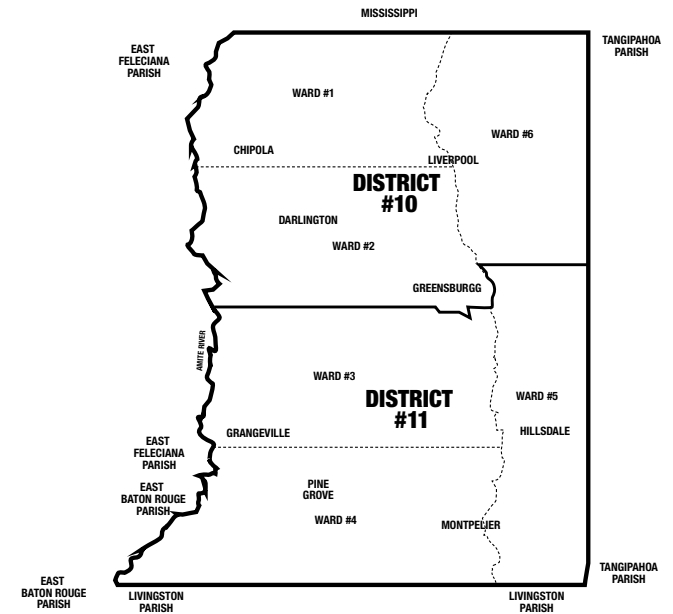 MISSISSIPPI
EAST
FELECIANA
PARISH
TANGIPAHOA
PARISH
WARD #1
WARD #6
CHIPOLA
LIVERPOOL
DISTRICT
#10
DARLINGTON
WARD #2
GREENSBURGG
AMITE RIVER
WARD #3
DISTRICT
#11
WARD #5
GRANGEVILLE
HILLSDALE
EAST
FELECIANA
PARISH
EAST
BATON ROUGE
PARISH
PINE
GROVE
WARD #4
MONTPELIER
TANGIPAHOA
PARISH
EAST
BATON ROUGE
PARISH
LIVINGSTON
PARISH
LIVINGSTON
PARISH